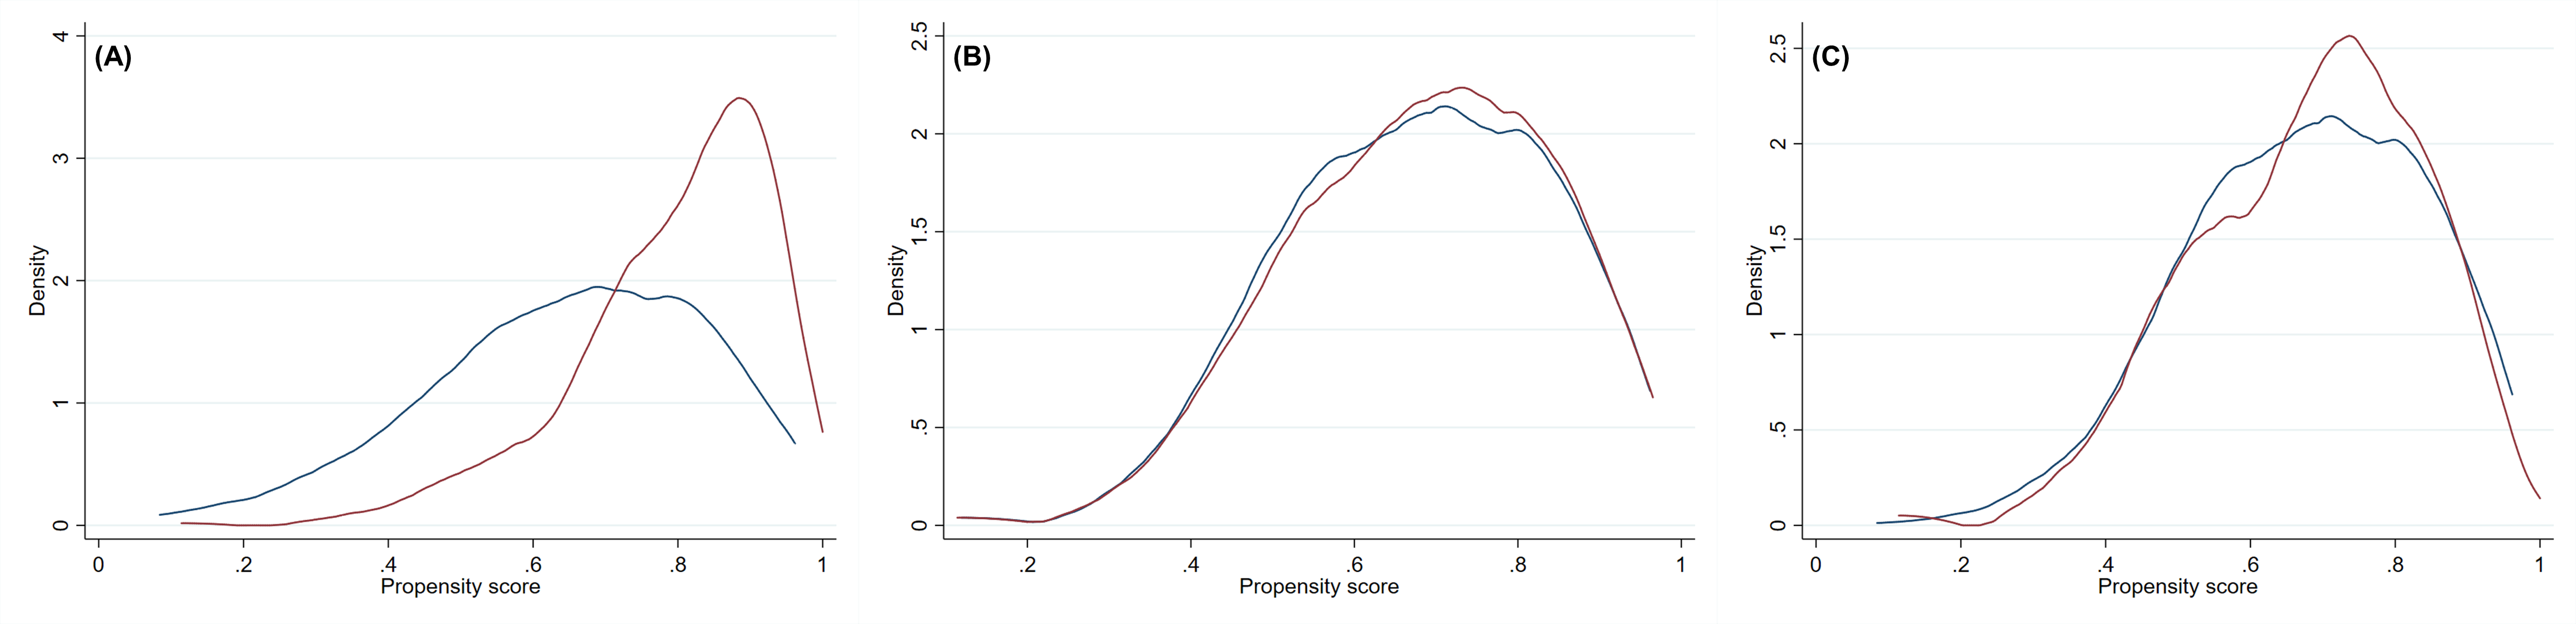 (A)
Density
4
3
2
1
0
0 .2 .4 .6 .8 1
Propensity score
(B)
Density
2.5
2
1.5
1
.5
0
.2 .4 .6 .8 1
Propensity score
(C)
Density
2.5
2
1.5
1
.5
0
0 .2 .4 .6 .8 1
Propensity score